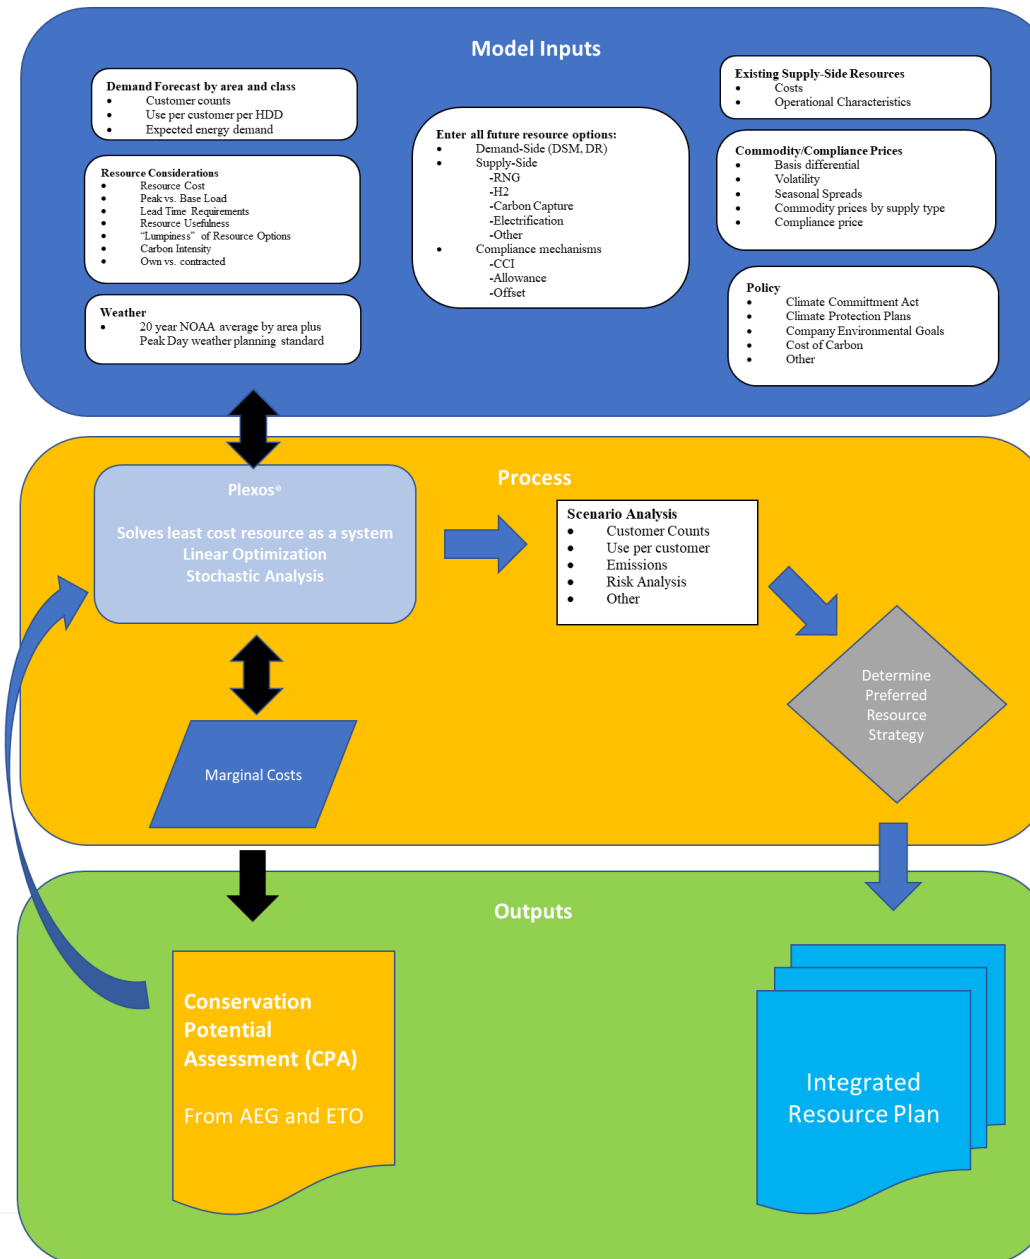 Model Inputs
Demand Forecast by area and class
• Customer counts
• Use per customer per HDD
• Expected energy demand
Resource Considerations
• Resource Cost
• Peak vs. Base Load
• Lead Time Requirements
• Resource Usefulness
• “Lumpiness” of Resource Options
• Carbon Intensity
• Own vs. contracted
Weather
• 20 year NOAA average by area plus
Peak Day weather planning standard
Enter all future resource options:
• Demand-Side (DSM, DR)
• Supply-Side
-RNG
-H2
-Carbon Capture
-Electrification
-Other
• Compliance mechanisms
-CCI
-Allowance
-Offset
Existing Supply-Side Resources
• Costs
• Operational Characteristics
Commodity/Compliance Prices
• Basis differential
• Volatility
• Seasonal Spreads
• Commodity prices by supply type
• Compliance price
Policy
• Climate Committment Act
• Climate Protection Plans
• Company Environmental Goals
• Cost of Carbon
• Other
Process
Plexos®
Solves least cost resource as a system
Linear Optimization
Stochastic Analysis
Scenario Analysis
• Customer Counts
• Use per customer
• Emissions
• Risk Analysis
• Other
Determine
Preferred
Resource
Strategy
Marginal Costs
Outputs
Conservation
Potential
Assessment (CPA)
From AEG and ETO
Integrated
Resource Plan